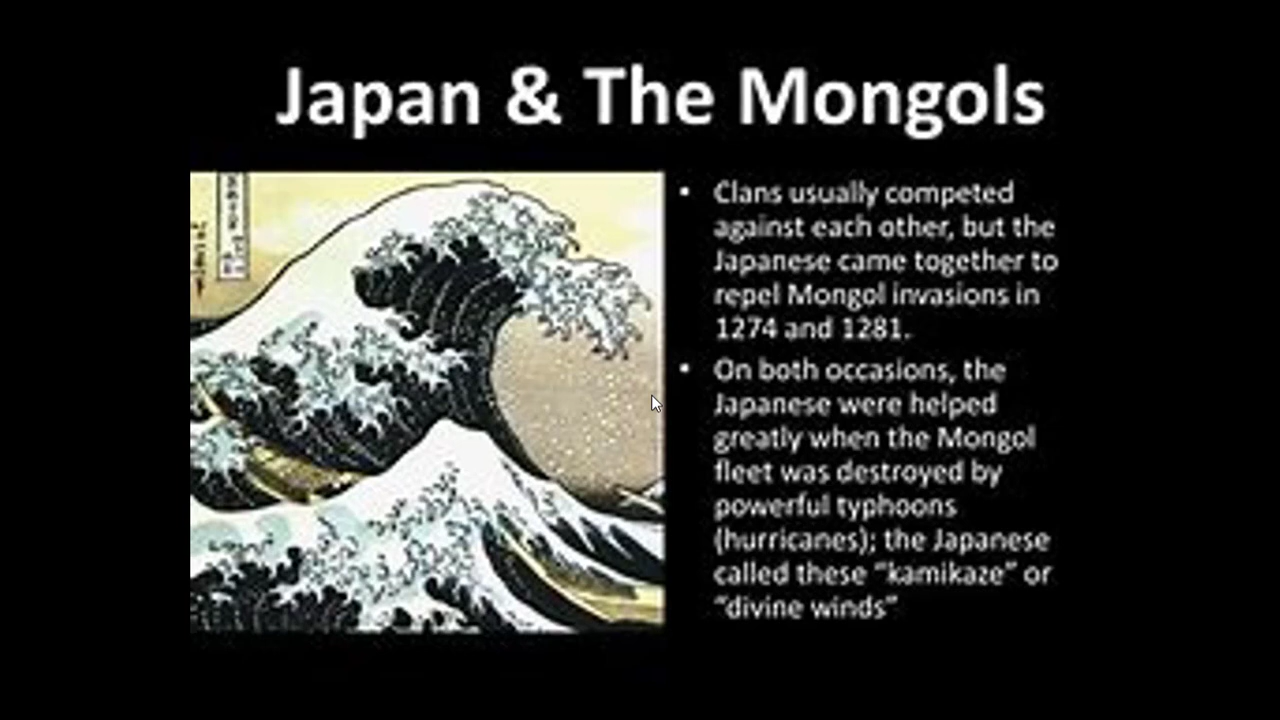 Japan & The Mongols
• Clans usually competed
against each other, but the
Japanese came together to
repel Mongol invasions in
1274 and 1281.
• On both occasions, the
Japanese were helped
greatly when the Mongol
fleet was destroyed by
powerful typhoons
(hurricanes); the Japanese
called these “kamikaze” or
“divine winds”